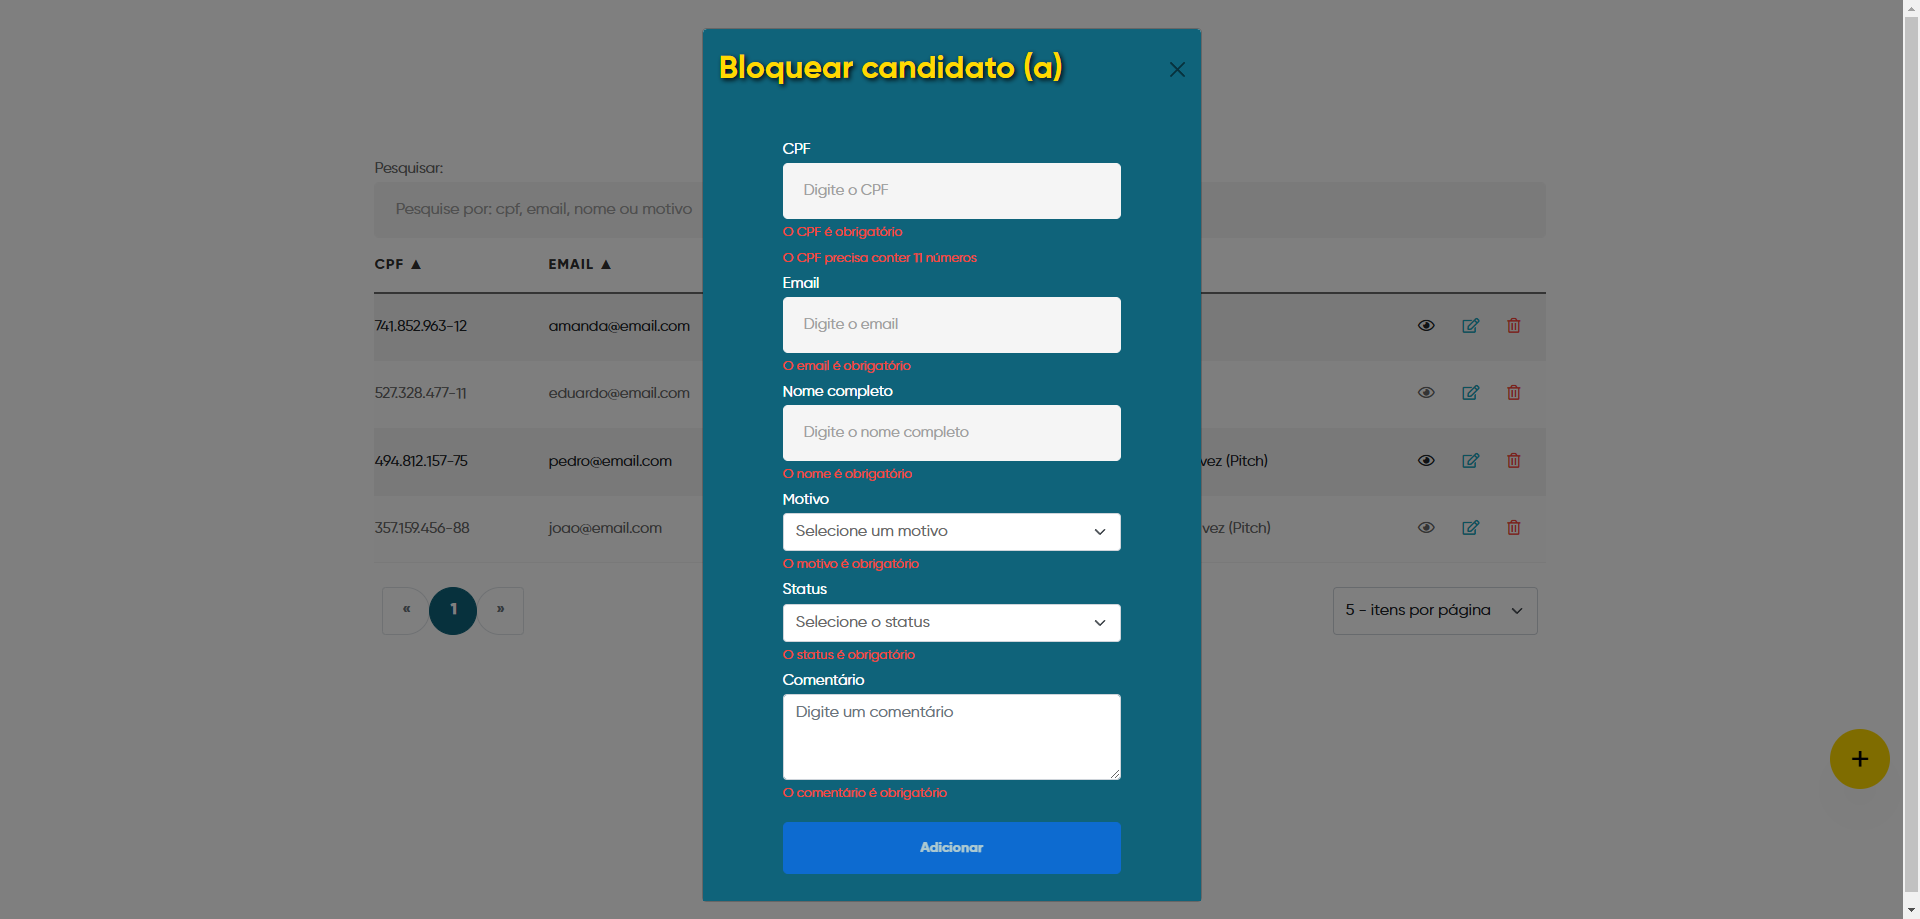 Bloquear candidato (a)
CPF
Digite o CPF
O CPF é obrigatório
O CPF precisa conter 11 números
Email
Digite o email
O email é obrigatório
Nome completo
Digite o nome completo
O nome é obrigatório
Motivo
Selecione um motivo
O motivo é obrigatório
Status
Selecione o status
O status é obrigatório
Comentário
Digite um comentário
O comentário é obrigatório
Adicionar
Pesquisar:
Pesquise por: cpf, email, nome ou motivo
CPF ▲ EMAIL ▲
741.852.963-12 amanda@email.com
527.328.477-11 eduardo@email.com
494.812.157-75 pedro@email.com vez (Pitch)
357.159.456-88 joao@email.com vez (Pitch)
« 1 » 5 - itens por página
+